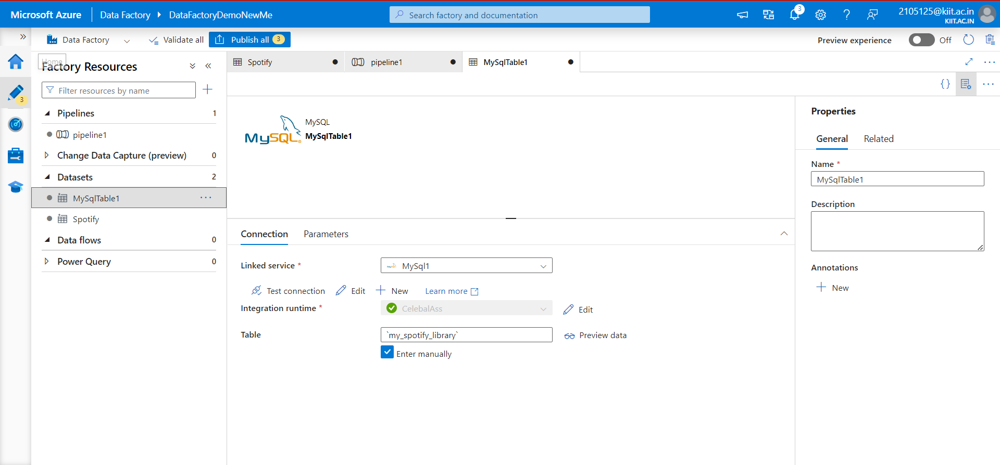 Microsoft Azure
Data Factory
DataFactoryDemoNewMe
Search factory and documentation
3
2105125@kiit.ac.in
KIIT.AC.IN
Data Factory
Validate all
Publish all 3
Preview experience
Off
Home
Factory Resources
Filter resources by name
3
Pipelines 1
pipeline1
Change Data Capture (preview) 0
Datasets 2
MySqlTable1
Spotify
Data flows 0
Power Query 0
Spotify
pipeline1
MySqlTable1
MySQL
MySQL
MySqlTable1
Connection
Parameters
Linked service *
MySql1
Test connection
Edit
New
Learn more
Integration runtime *
CelebalAss
Edit
Table
`my_spotify_library`
Preview data
Enter manually
Properties
General
Related
Name *
MySqlTable1
Description
Annotations
New